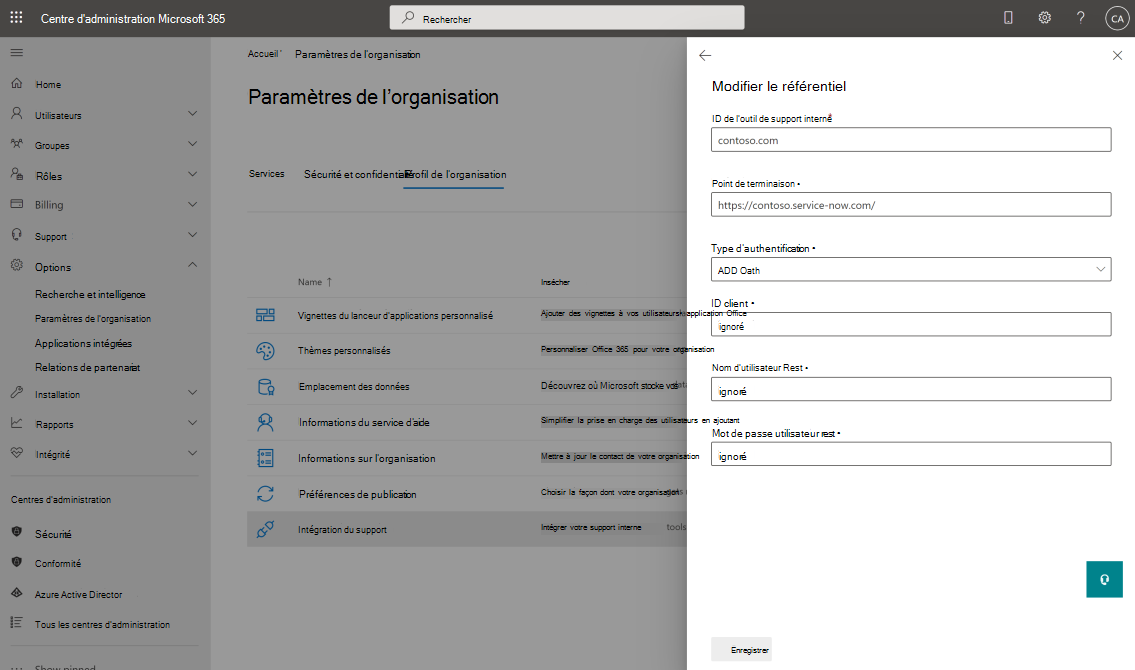 Centre d'administration Microsoft 365
Rechercher
CA
Accueil
Paramètres de l'organisation
Paramètres de l'organisation
Home
Utilisateurs
Groupes
Rôles
Billing
Support
Options
Recherche et intelligence
Paramètres de l'organisation
Applications intégrées
Relations de partenariat
Installation
Rapports
Intégrité
Centres d'administration
Sécurité
Conformité
Azure Active Director
Tous les centres d'administration
Show pinned
Services
Sécurité et confidentialité
Profil de l'organisation
Name ↑
Insécher
Vignettes du lanceur d'applications personnalisé
Ajouter des vignettes à vos utilisateurs application Office
Thèmes personnalisés
Personnaliser Office 365 pour votre organisation
Emplacement des données
Découvrez où Microsoft stocke vos data
Informations du service d'aide
Simplifier la prise en charge des utilisateurs en ajoutant
Informations sur l'organisation
Mettre à jour le contact de votre organisation
Préférences de publication
Choisir la façon dont votre organisation
Intégration du support
Intégrer votre support interne tools
Modifier le référentiel
ID de l'outil de support interne*
contoso.com
Point de terminaison •
https://contoso.service-now.com/
Type d'authentification •
ADD Oath
ID client •
ignoré
Nom d'utilisateur Rest •
ignoré
Mot de passe utilisateur rest •
ignoré
Enregistrer